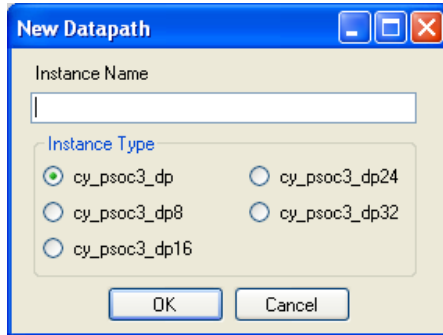 New Datapath
Instance Name
Instance Type
cy_psoc3_dp
cy_psoc3_dp24
cy_psoc3_dp8
cy_psoc3_dp32
cy_psoc3_dp16
OK
Cancel